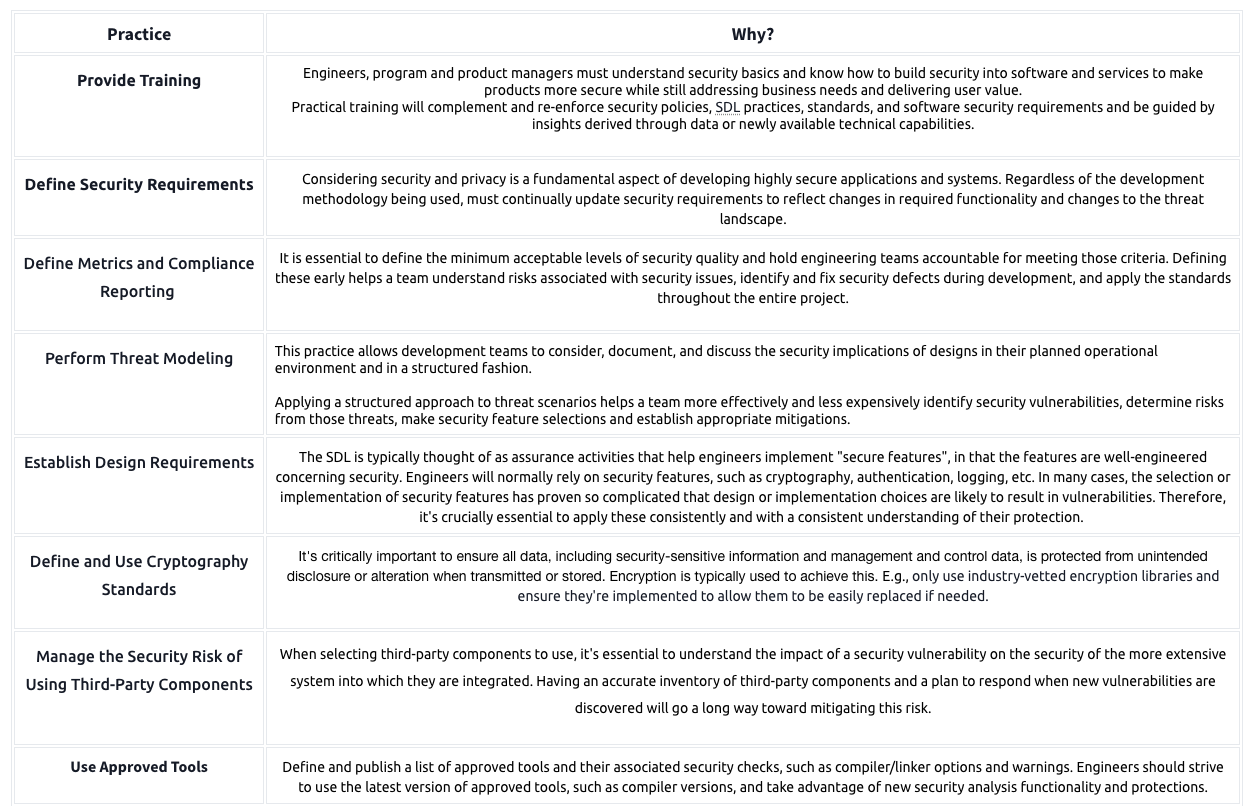 Practice
Why?
Provide Training
Engineers, program and product managers must understand security basics and know how to build security into software and services to make
products more secure while still addressing business needs and delivering user value.
Practical training will complement and re-enforce security policies, SDL practices, standards, and software security requirements and be guided by
insights derived through data or newly available technical capabilities.
Define Security Requirements
Considering security and privacy is a fundamental aspect of developing highly secure applications and systems. Regardless of the development
methodology being used, must continually update security requirements to reflect changes in required functionality and changes to the threat
landscape.
Define Metrics and Compliance
Reporting
It is essential to define the minimum acceptable levels of security quality and hold engineering teams accountable for meeting those criteria. Defining
these early helps a team understand risks associated with security issues, identify and fix security defects during development, and apply the standards
throughout the entire project.
Perform Threat Modeling
This practice allows development teams to consider, document, and discuss the security implications of designs in their planned operational
environment and in a structured fashion.
Applying a structured approach to threat scenarios helps a team more effectively and less expensively identify security vulnerabilities, determine risks
from those threats, make security feature selections and establish appropriate mitigations.
Establish Design Requirements
The SDL is typically thought of as assurance activities that help engineers implement "secure features", in that the features are well-engineered
concerning security. Engineers will normally rely on security features, such as cryptography, authentication, logging, etc. In many cases, the selection or
implementation of security features has proven so complicated that design or implementation choices are likely to result in vulnerabilities. Therefore,
it's crucially essential to apply these consistently and with a consistent understanding of their protection.
Define and Use Cryptography
Standards
It's critically important to ensure all data, including security-sensitive information and management and control data, is protected from unintended
disclosure or alteration when transmitted or stored. Encryption is typically used to achieve this. E.g., only use industry-vetted encryption libraries and
ensure they're implemented to allow them to be easily replaced if needed.
Manage the Security Risk of
Using Third-Party Components
When selecting third-party components to use, it's essential to understand the impact of a security vulnerability on the security of the more extensive
system into which they are integrated. Having an accurate inventory of third-party components and a plan to respond when new vulnerabilities are
discovered will go a long way toward mitigating this risk.
Use Approved Tools
Define and publish a list of approved tools and their associated security checks, such as compiler/linker options and warnings. Engineers should strive
to use the latest version of approved tools, such as compiler versions, and take advantage of new security analysis functionality and protections.